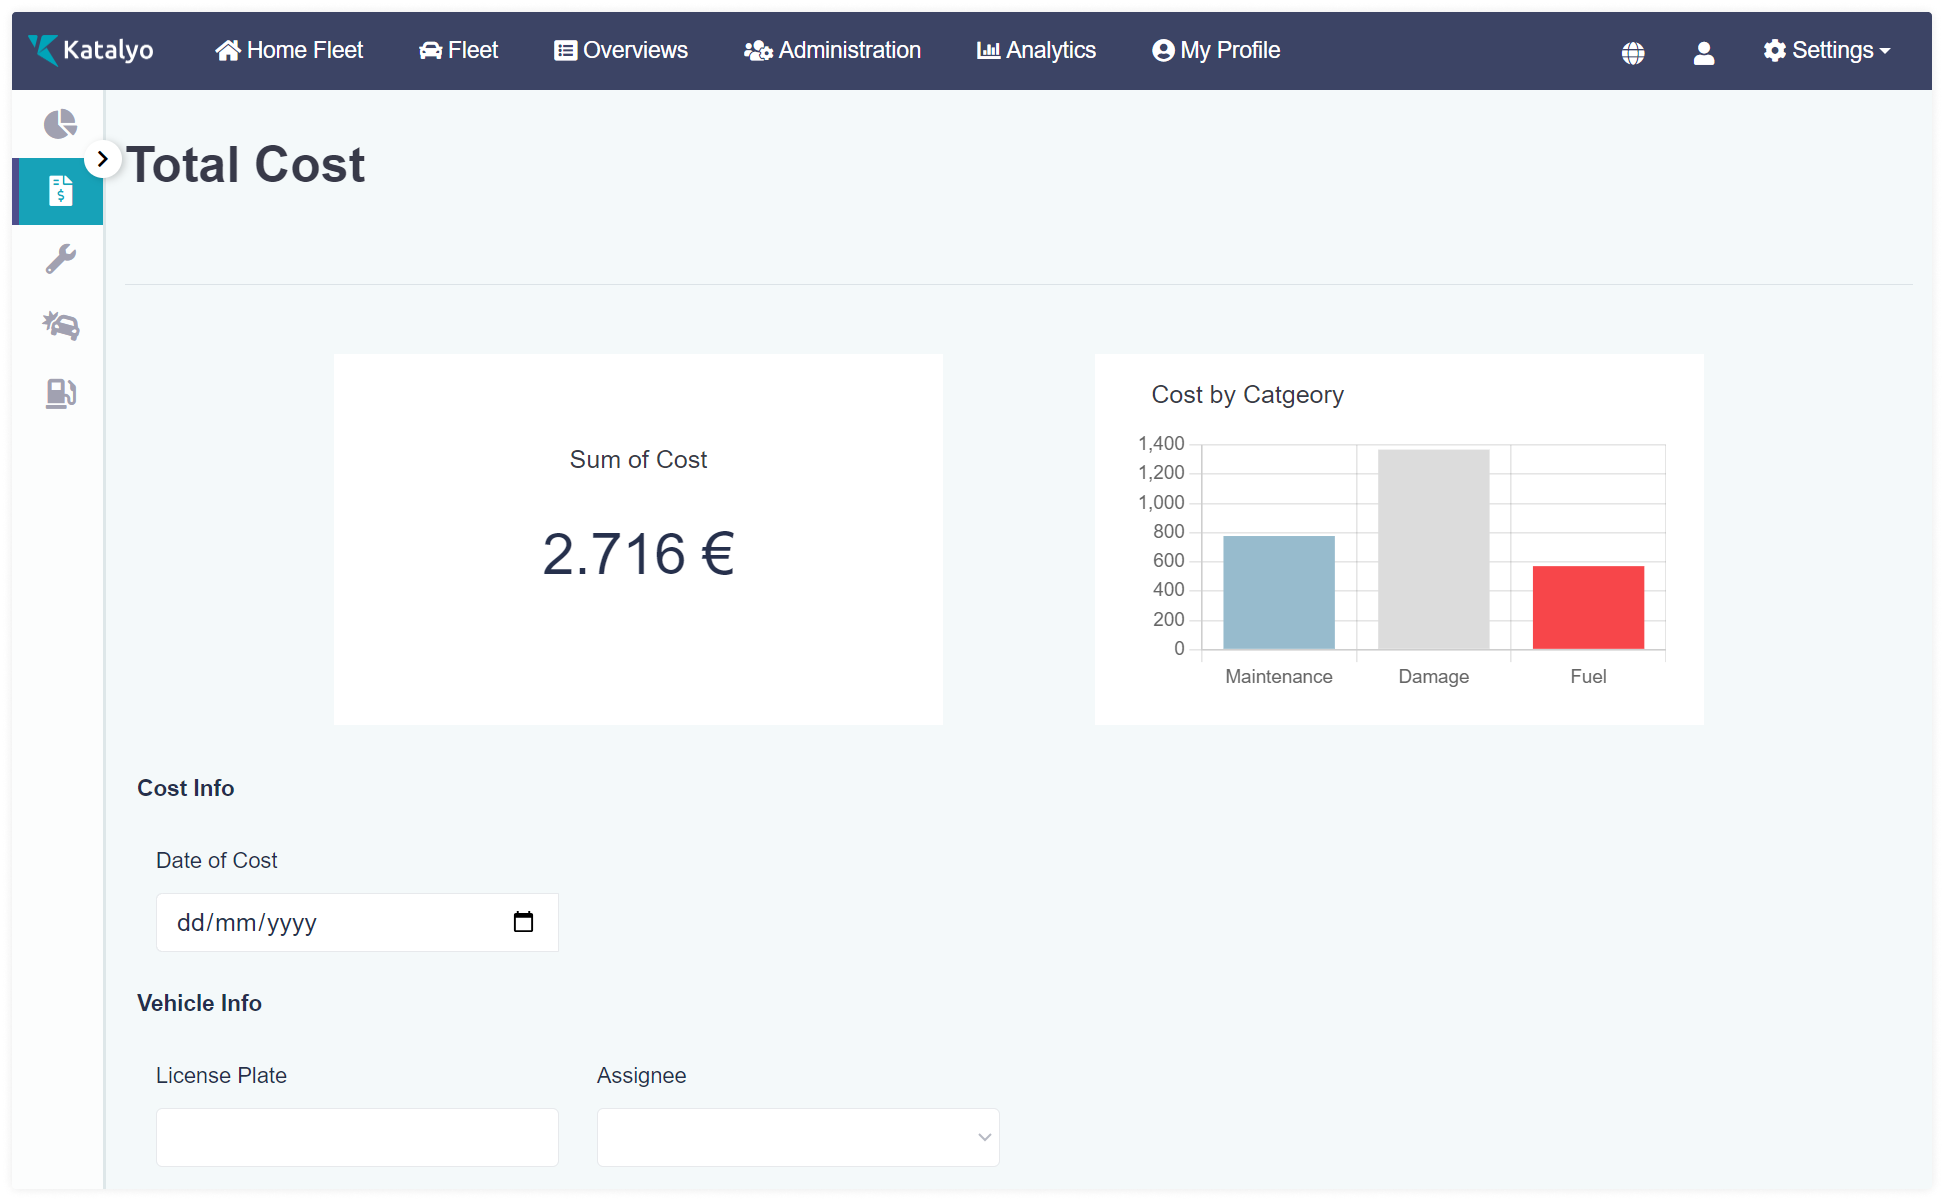 Katalyo Home Fleet Fleet Overviews Administration Analytics My Profile Settings
Total Cost
Sum of Cost
2.716 €
Cost by Catgeory
1,400
1,200
1,000
800
600
400
200
0
Maintenance Damage Fuel
Cost Info
Date of Cost
dd/mm/yyyy
Vehicle Info
License Plate Assignee